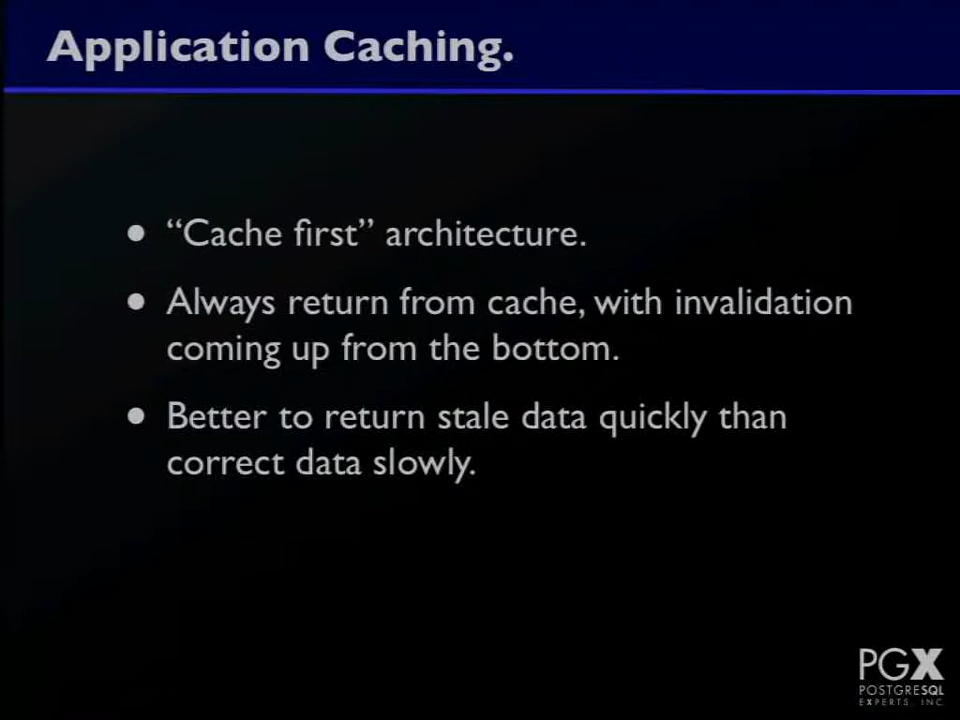 Application Caching.
• “Cache first” architecture.
• Always return from cache, with invalidation
coming up from the bottom.
• Better to return stale data quickly than
correct data slowly.
PGX
POSTGRESQL
EXPERTS, INC.